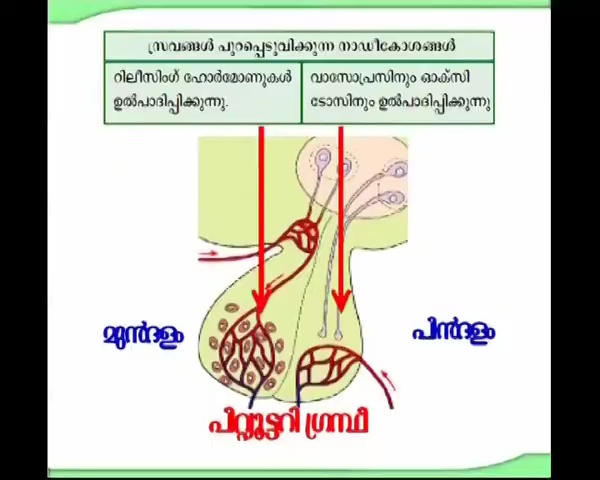 സ്രവങ്ങൾ പുറപ്പെടുവിക്കുന്ന നാഡീകോശങ്ങൾ
റിലീസിംഗ് ഹോർമോണുകൾ
ഉൽപാദിപ്പിക്കുന്നു.
വാസോപ്രസിനും ഓക്സി
ടോസിനും ഉൽപാദിപ്പിക്കുന്നു
മുൻദളം
പിൻദളം
പിറ്റ്യൂട്ടറി ഗ്രന്ഥി